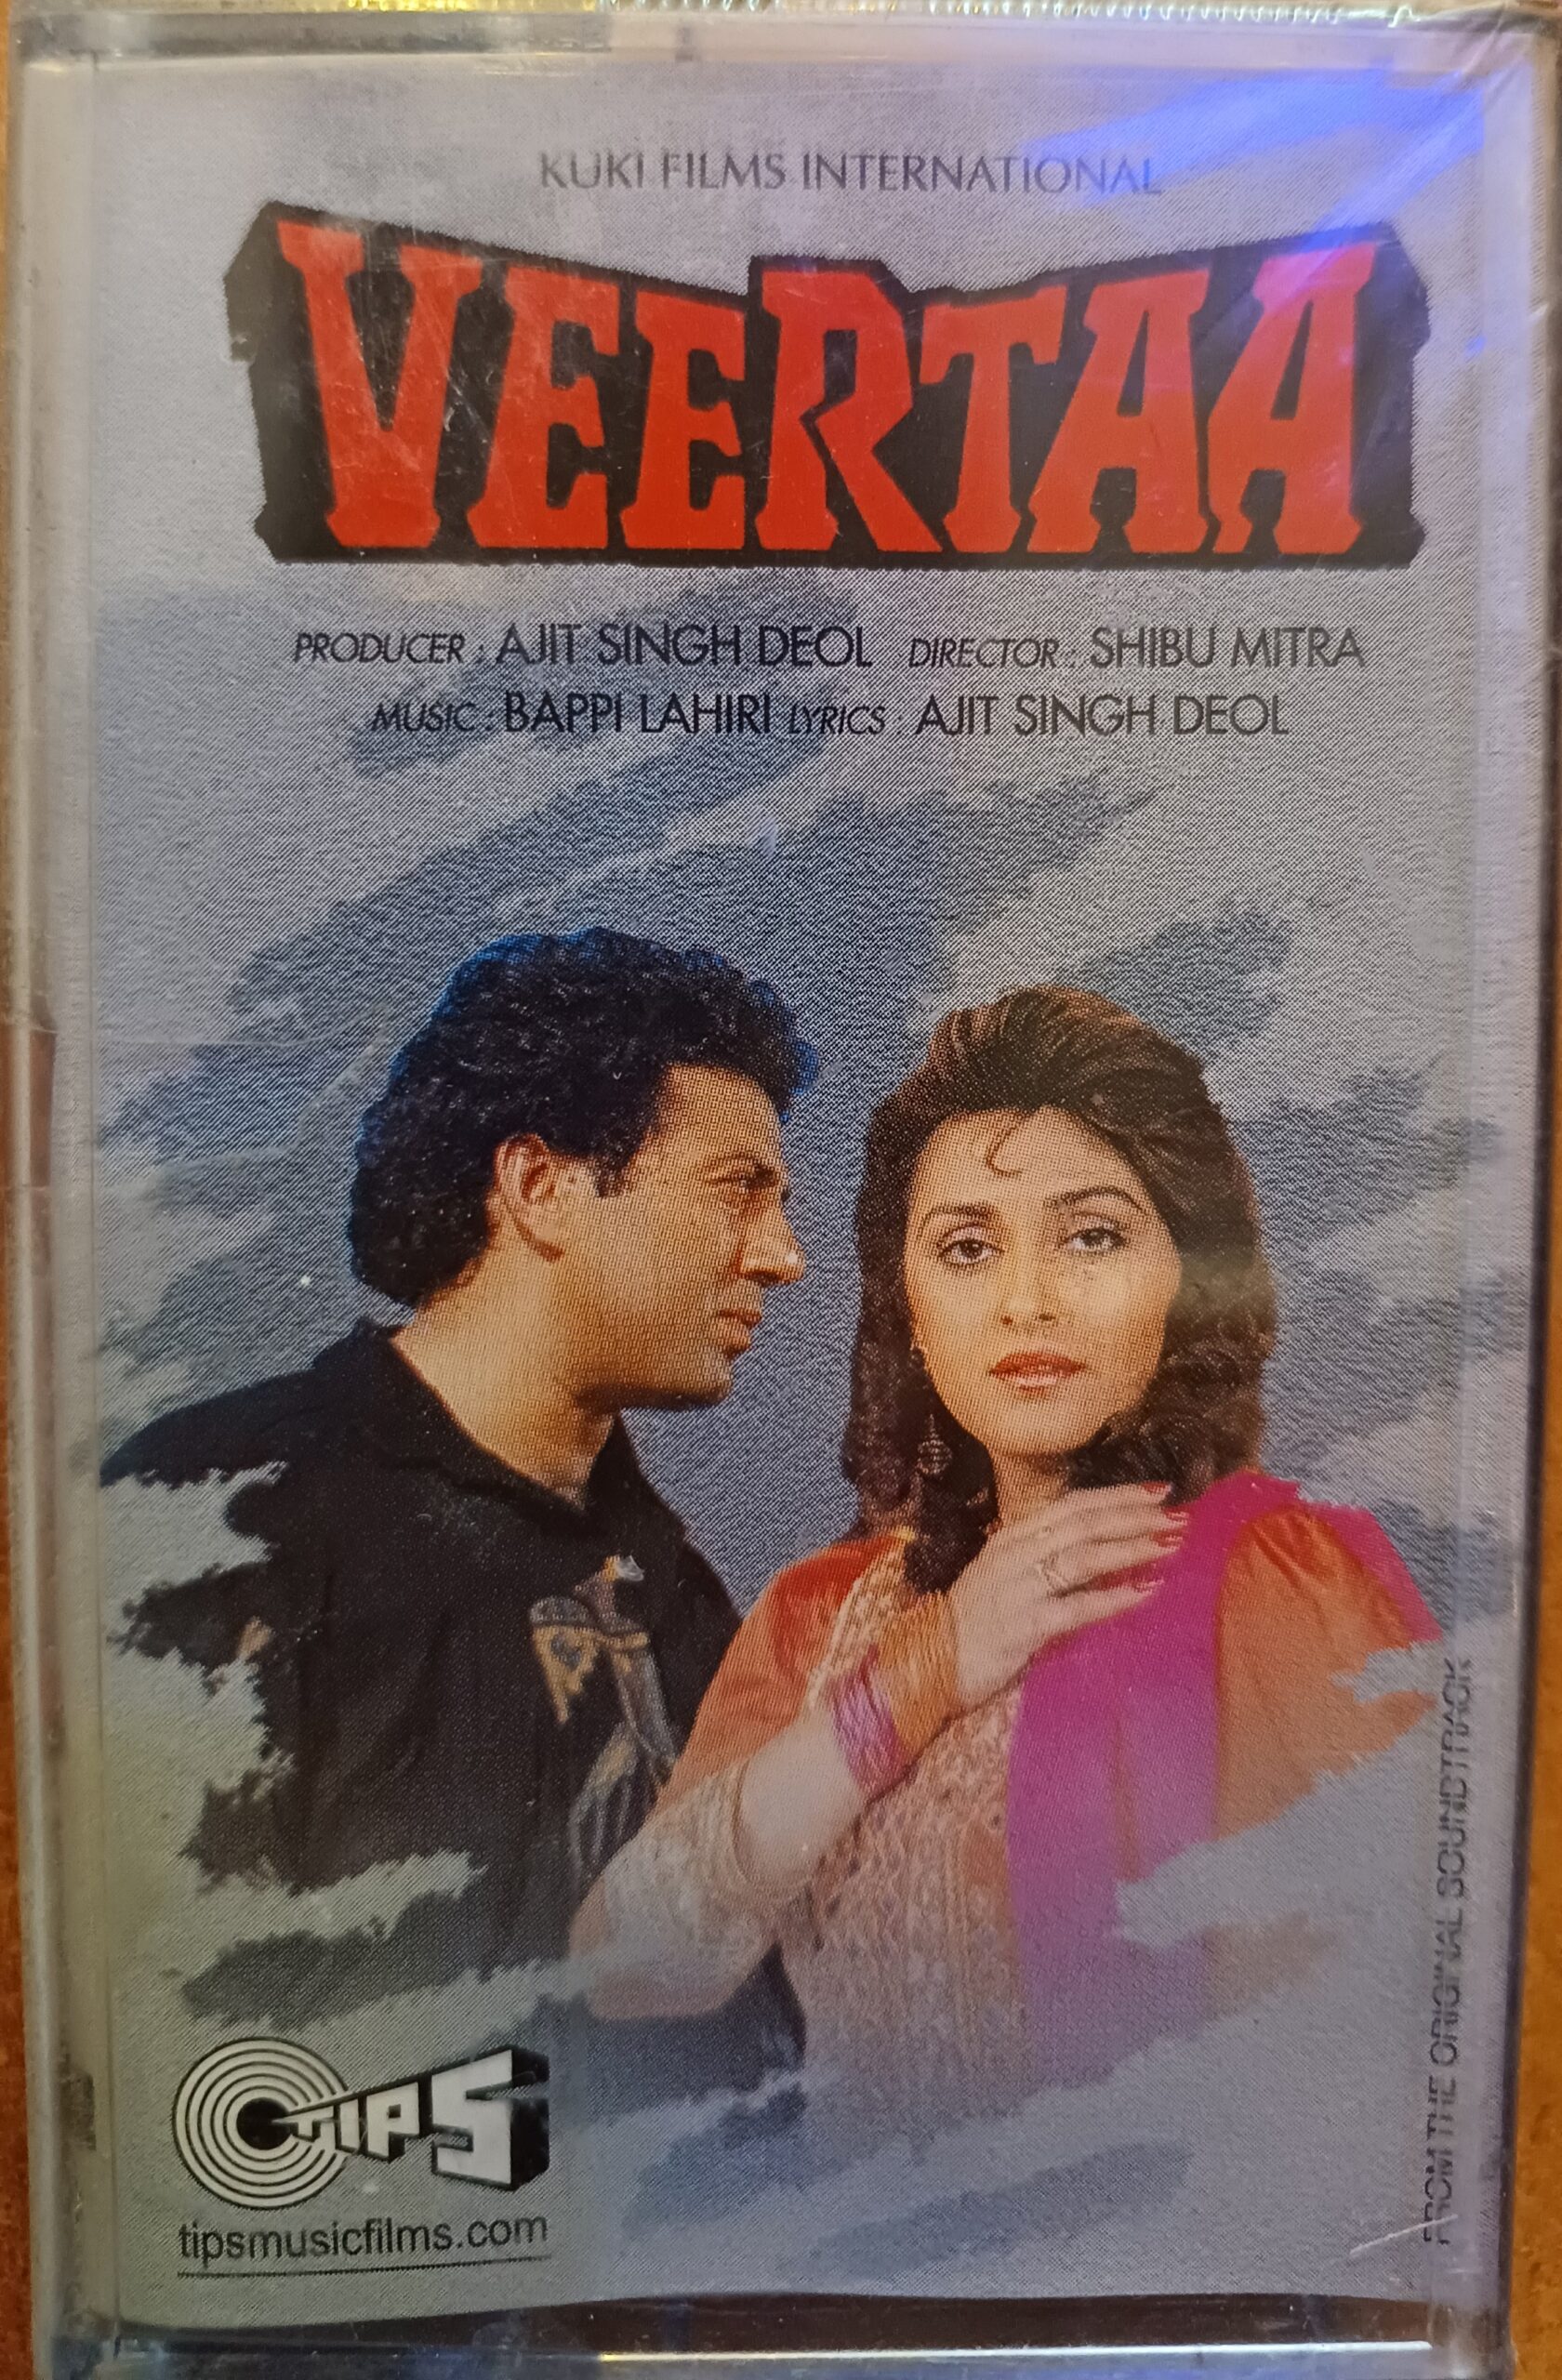 KUKI FILMS INTERNATIONAL
VEERTAA
PRODUCER : AJIT SINGH DEOL DIRECTOR : SHIBU MITRA
MUSIC : BAPPI LAHIRI LYRICS : AJIT SINGH DEOL
FROM THE ORIGINAL SOUNDTRACK
TIPS
tipsmusicfilms.com